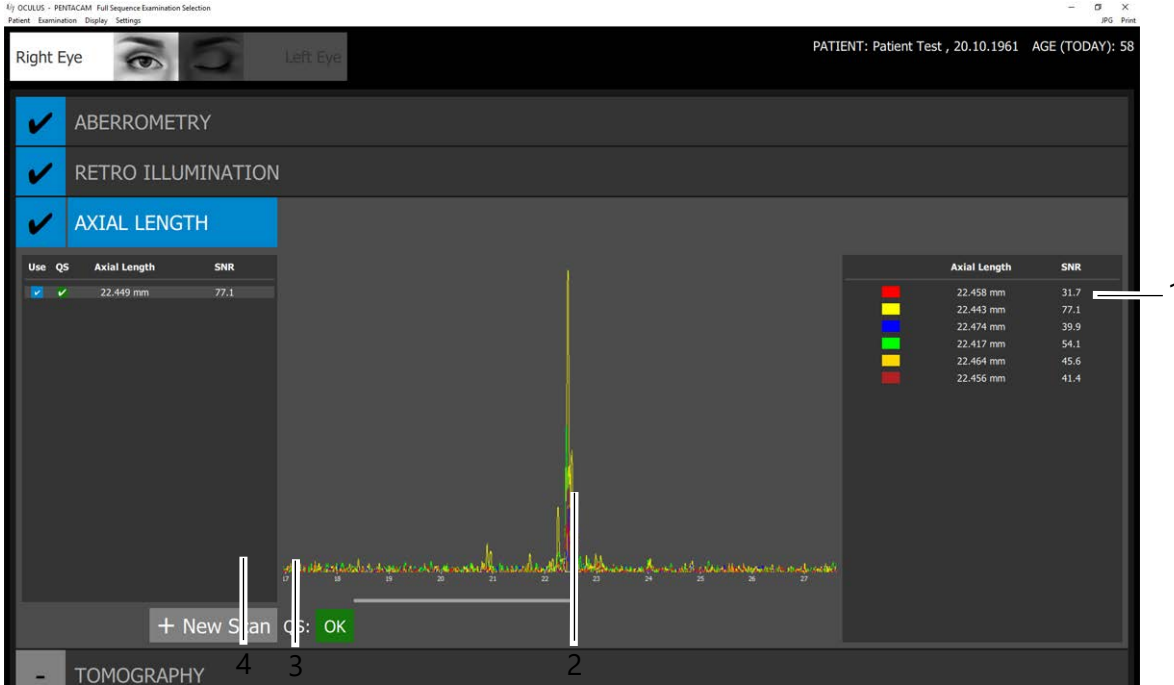 OCULUS - PENTACAM Full Sequence Examination Selection
Patient Examination Display Settings
JPG Print
Right Eye
Left Eye
PATIENT: Patient Test , 20.10.1961 AGE (TODAY): 58
ABERROMETRY
RETRO ILLUMINATION
AXIAL LENGTH
Use QS Axial Length SNR
22.449 mm 77.1
Axial Length SNR
22.458 mm 31.7
22.443 mm 77.1
22.474 mm 39.9
22.417 mm 54.1
22.464 mm 45.6
22.456 mm 41.4
1
17 18 19 20 21 22 23 24 25 26 27
+ New Scan QS: OK
4 3 2
- TOMOGRAPHY